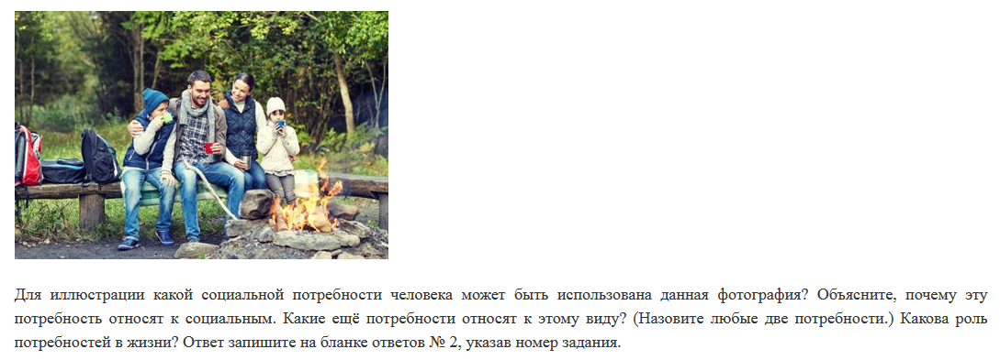 Для иллюстрации какой социальной потребности человека может быть использована данная фотография? Объясните, почему эту
потребность относят к социальным. Какие ещё потребности относят к этому виду? (Назовите любые две потребности.) Какова роль
потребностей в жизни? Ответ запишите на бланке ответов № 2, указав номер задания.